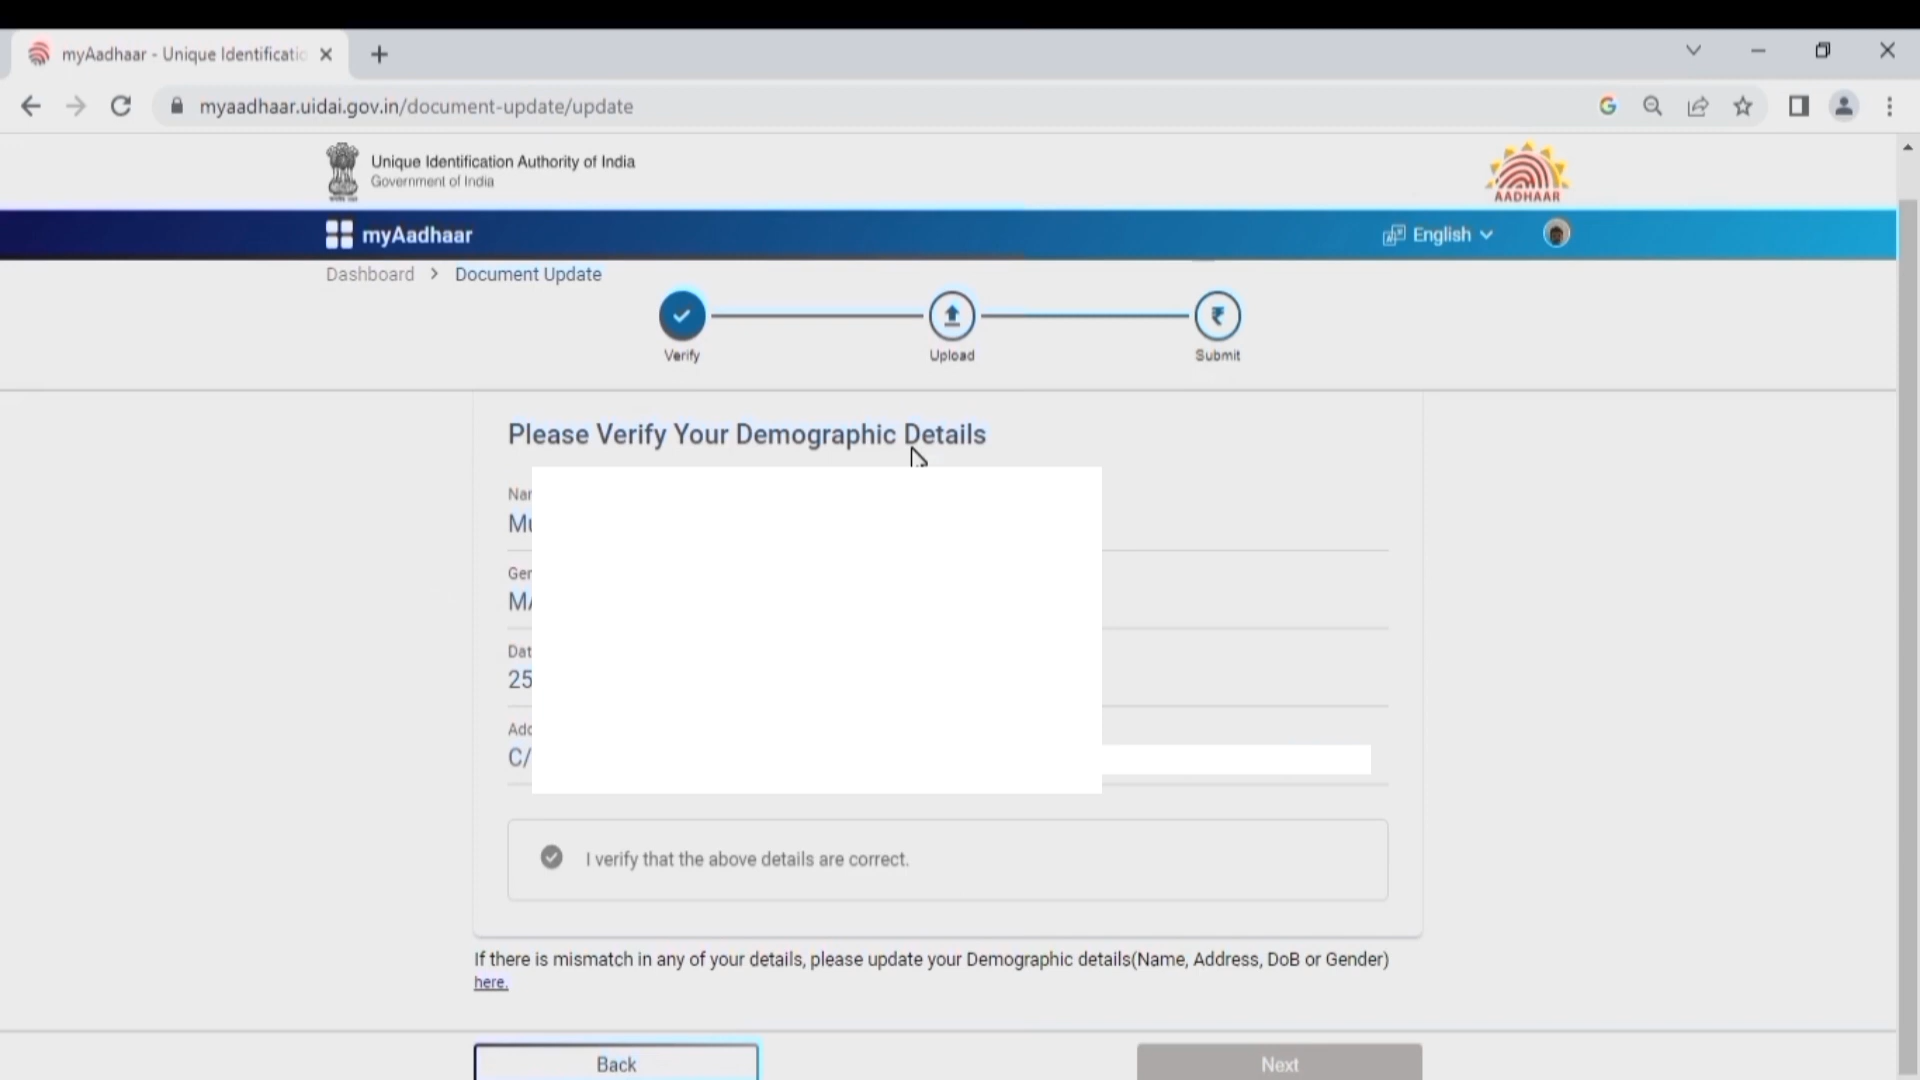 myAadhaar - Unique Identificatio
myaadhaar.uidai.gov.in/document-update/update
Unique Identification Authority of India
Government of India
AADHAAR
myAadhaar
English
Dashboard > Document Update
Verify
Upload
₹
Submit
Please Verify Your Demographic Details
C/
I verify that the above details are correct.
If there is mismatch in any of your details, please update your Demographic details(Name, Address, DoB or Gender)
here.
Back
Next